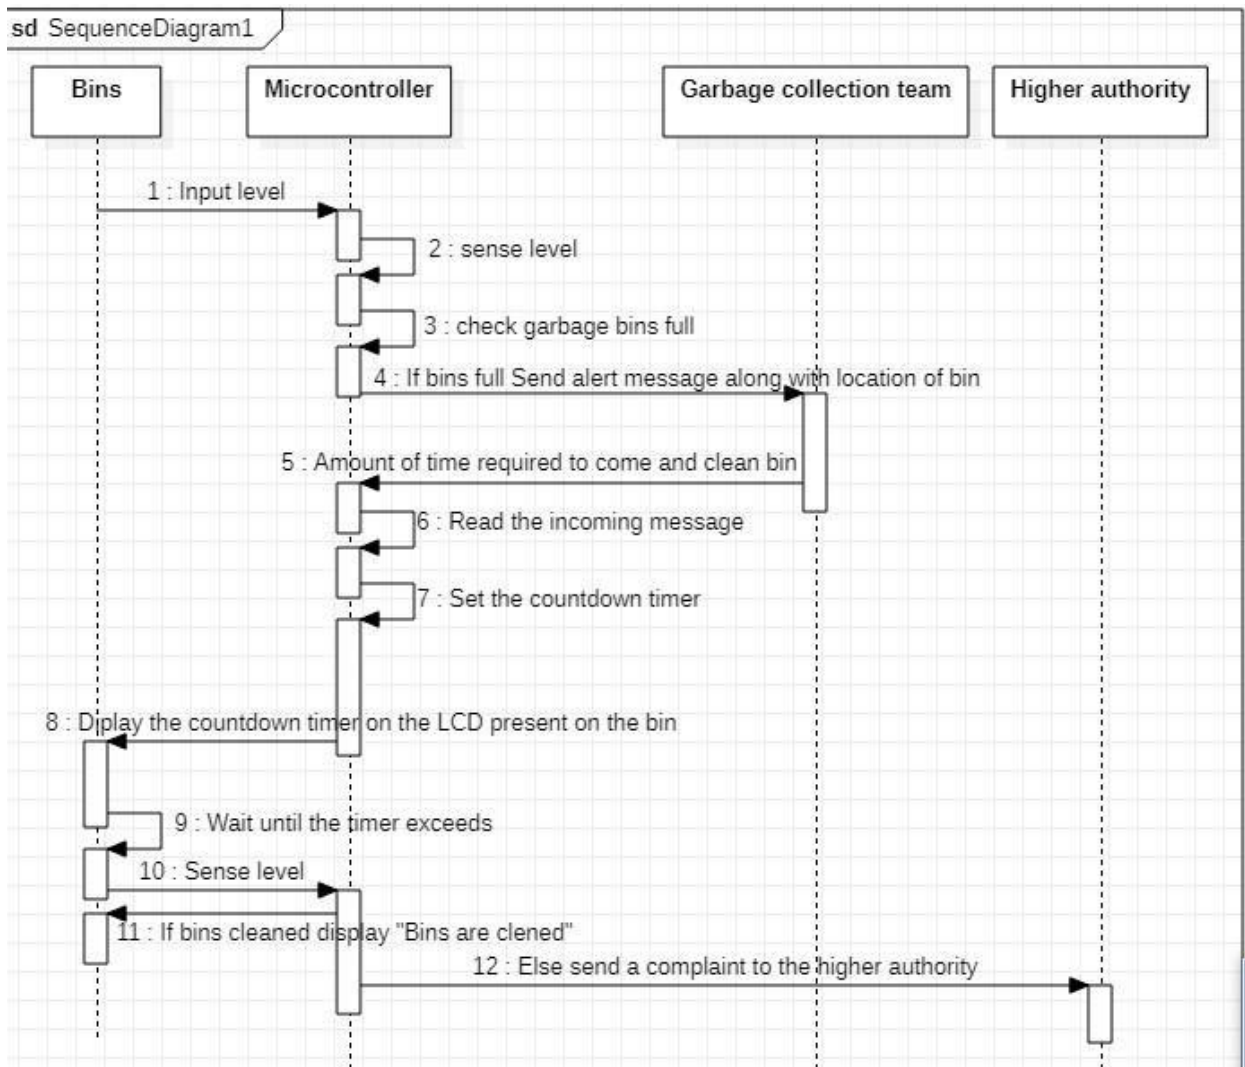 sd SequenceDiagram1
Bins
Microcontroller
Garbage collection team
Higher authority
1 : Input level
2 : sense level
3 : check garbage bins full
4 : If bins full Send alert message along with location of bin
5 : Amount of time required to come and clean bin
6 : Read the incoming message
7 : Set the countdown timer
8 : Diplay the countdown timer on the LCD present on the bin
9 : Wait until the timer exceeds
10 : Sense level
11 : If bins cleaned display "Bins are clened"
12 : Else send a complaint to the higher authority